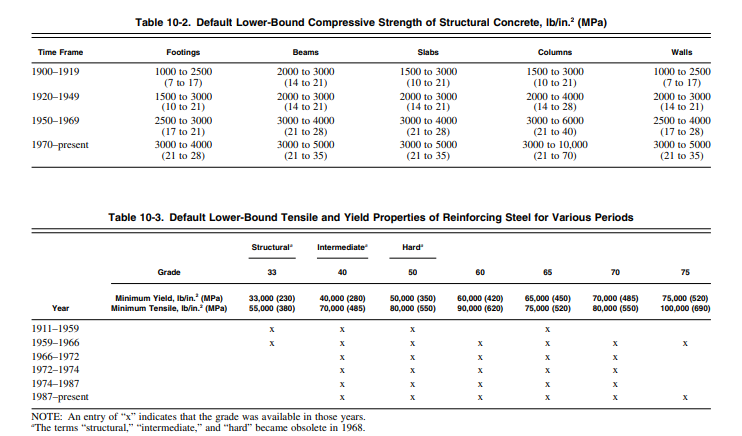 Table 10-2. Default Lower-Bound Compressive Strength of Structural Concrete, lb/in.² (MPa)
Time Frame Footings Beams Slabs Columns Walls
1900–1919 1000 to 2500 2000 to 3000 1500 to 3000 1500 to 3000 1000 to 2500
(7 to 17) (14 to 21) (10 to 21) (10 to 21) (7 to 17)
1920–1949 1500 to 3000 2000 to 3000 2000 to 3000 2000 to 4000 2000 to 3000
(10 to 21) (14 to 21) (14 to 21) (14 to 28) (14 to 21)
1950–1969 2500 to 3000 3000 to 4000 3000 to 4000 3000 to 6000 2500 to 4000
(17 to 21) (21 to 28) (21 to 28) (21 to 40) (17 to 28)
1970–present 3000 to 4000 3000 to 5000 3000 to 5000 3000 to 10,000 3000 to 5000
(21 to 28) (21 to 35) (21 to 35) (21 to 70) (21 to 35)
Table 10-3. Default Lower-Bound Tensile and Yield Properties of Reinforcing Steel for Various Periods
Structuralª Intermediateª Hardª
Grade 33 40 50 60 65 70 75
Minimum Yield, lb/in.² (MPa) 33,000 (230) 40,000 (280) 50,000 (350) 60,000 (420) 65,000 (450) 70,000 (485) 75,000 (520)
Year Minimum Tensile, lb/in.² (MPa) 55,000 (380) 70,000 (485) 80,000 (550) 90,000 (620) 75,000 (520) 80,000 (550) 100,000 (690)
1911–1959 x x x x
1959–1966 x x x x x x x
1966–1972 x x x x x
1972–1974 x x x x x
1974–1987 x x x x x
1987–present x x x x x x
NOTE: An entry of “x” indicates that the grade was available in those years.
ªThe terms “structural,” “intermediate,” and “hard” became obsolete in 1968.